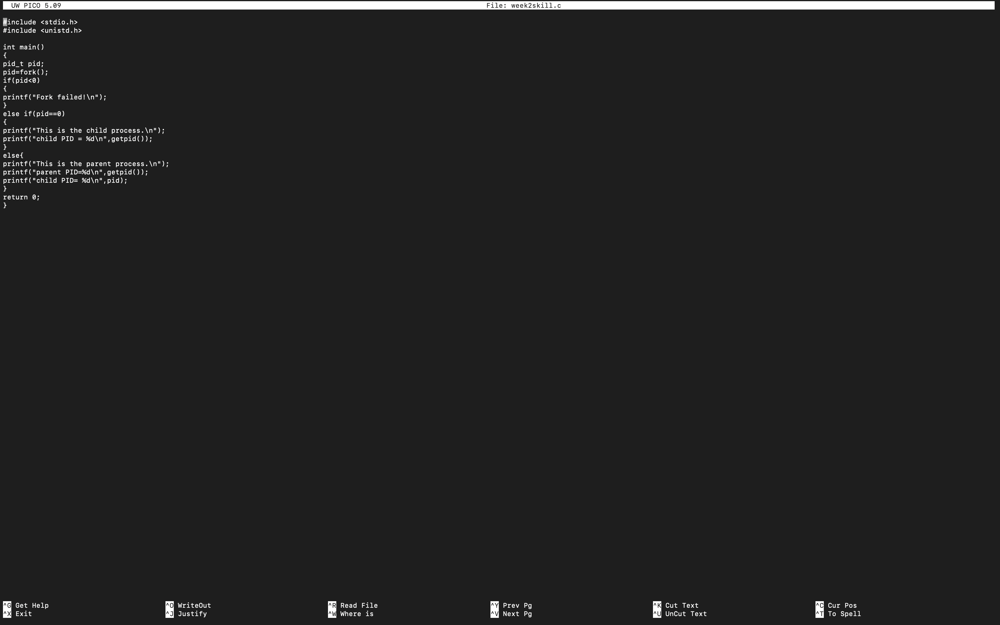 UW PICO 5.09 File: week2skill.c
#include <stdio.h>
#include <unistd.h>
int main()
{
pid_t pid;
pid=fork();
if(pid<0)
{
printf("Fork failed!\n");
}
else if(pid==0)
{
printf("This is the child process.\n");
printf("child PID = %d\n",getpid());
}
else{
printf("This is the parent process.\n");
printf("parent PID=%d\n",getpid());
printf("child PID= %d\n",pid);
}
return 0;
}
^G Get Help ^O WriteOut ^R Read File ^Y Prev Pg ^K Cut Text ^C Cur Pos
^X Exit ^J Justify ^W Where is ^V Next Pg ^U UnCut Text ^T To Spell